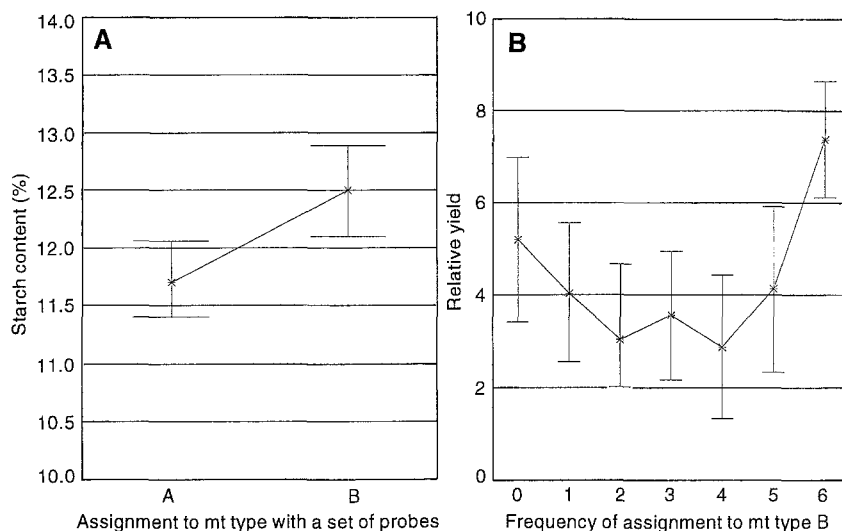 A
14.0
13.5
13.0
12.5
12.0
11.5
11.0
10.5
10.0
Starch content (%)
A B
Assignment to mt type with a set of probes
B
10
8
6
4
2
0
Relative yield
0 1 2 3 4 5 6
Frequency of assignment to mt type B